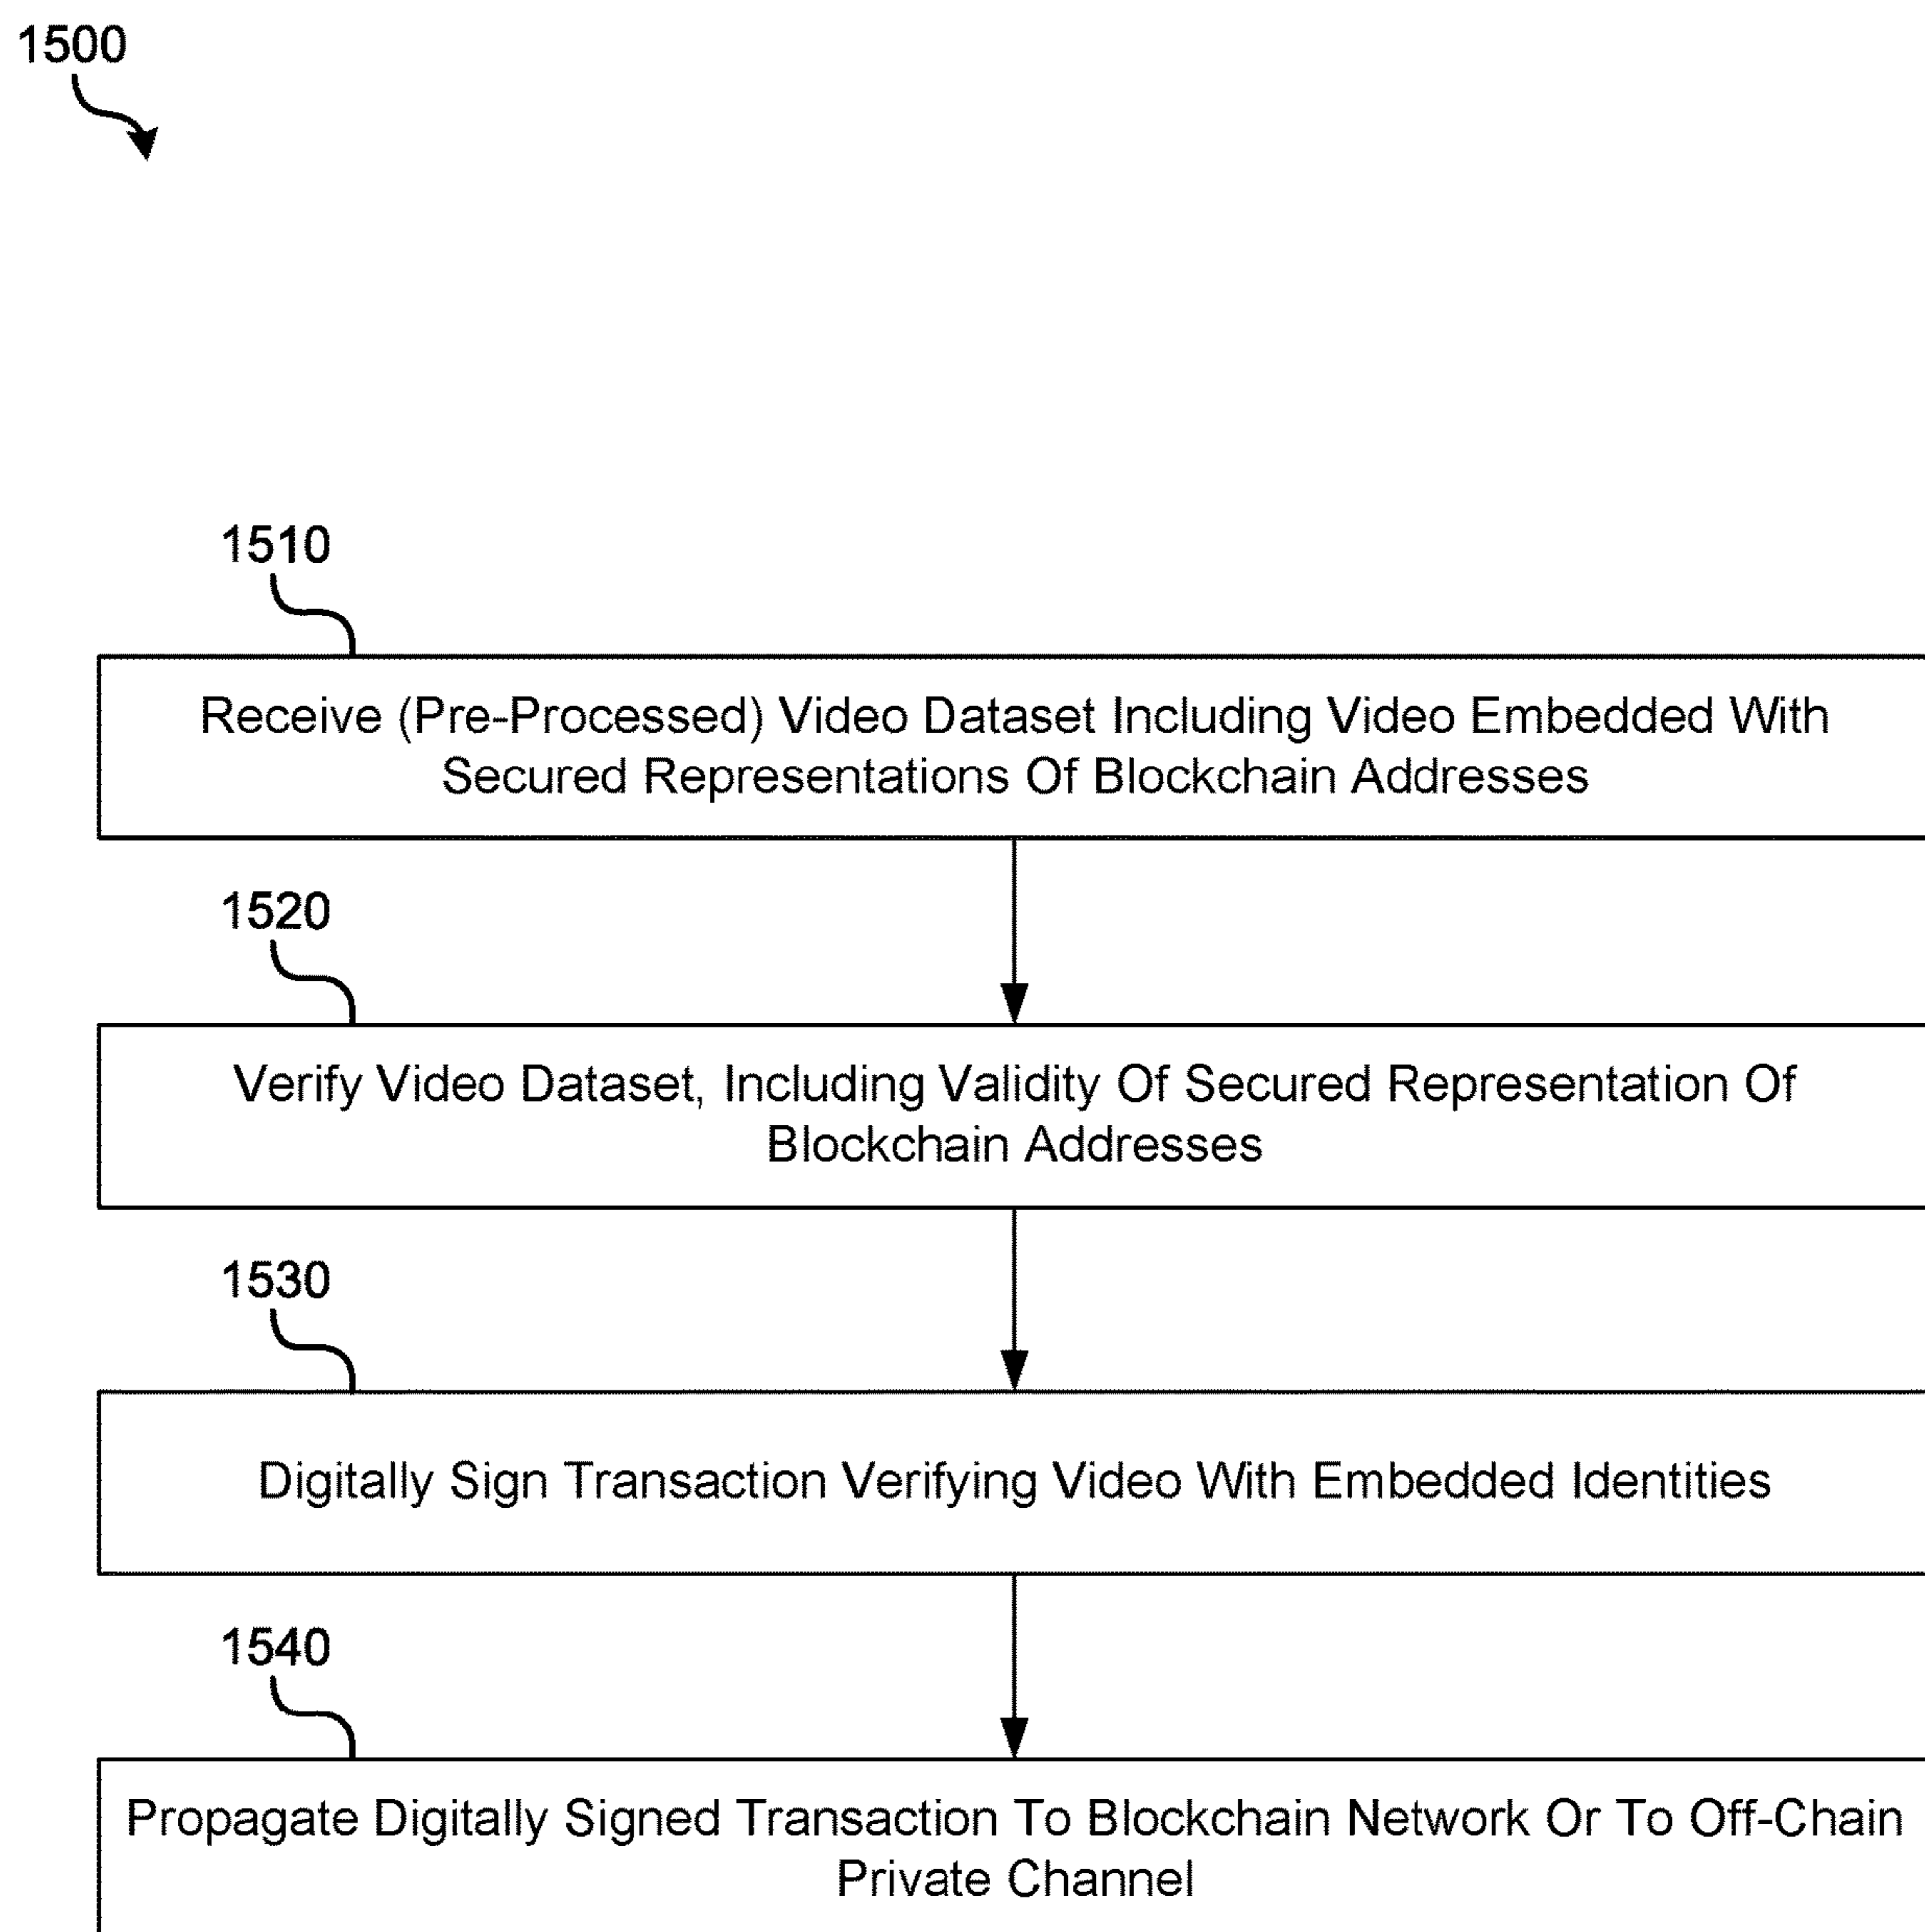 1500
1510
Receive (Pre-Processed) Video Dataset Including Video Embedded With
Secured Representations Of Blockchain Addresses
1520
Verify Video Dataset, Including Validity Of Secured Representation Of
Blockchain Addresses
1530
Digitally Sign Transaction Verifying Video With Embedded Identities
1540
Propagate Digitally Signed Transaction To Blockchain Network Or To Off-Chain
Private Channel